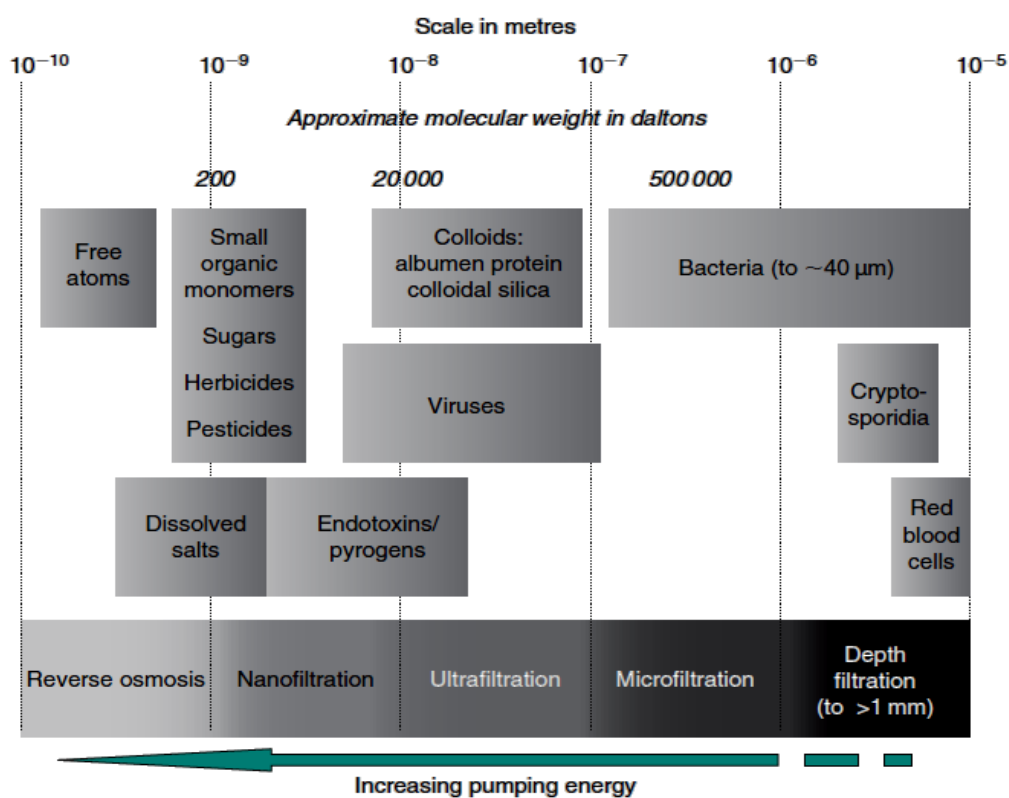 Scale in metres
10⁻¹⁰ 10⁻⁹ 10⁻⁸ 10⁻⁷ 10⁻⁶ 10⁻⁵
Approximate molecular weight in daltons
200 20 000 500 000
Free
atoms
Small
organic
monomers
Sugars
Herbicides
Pesticides
Colloids:
albumen protein
colloidal silica
Bacteria (to ~40 µm)
Viruses
Crypto-
sporidia
Dissolved
salts
Endotoxins/
pyrogens
Red
blood
cells
Reverse osmosis
Nanofiltration
Ultrafiltration
Microfiltration
Depth
filtration
(to >1 mm)
Increasing pumping energy